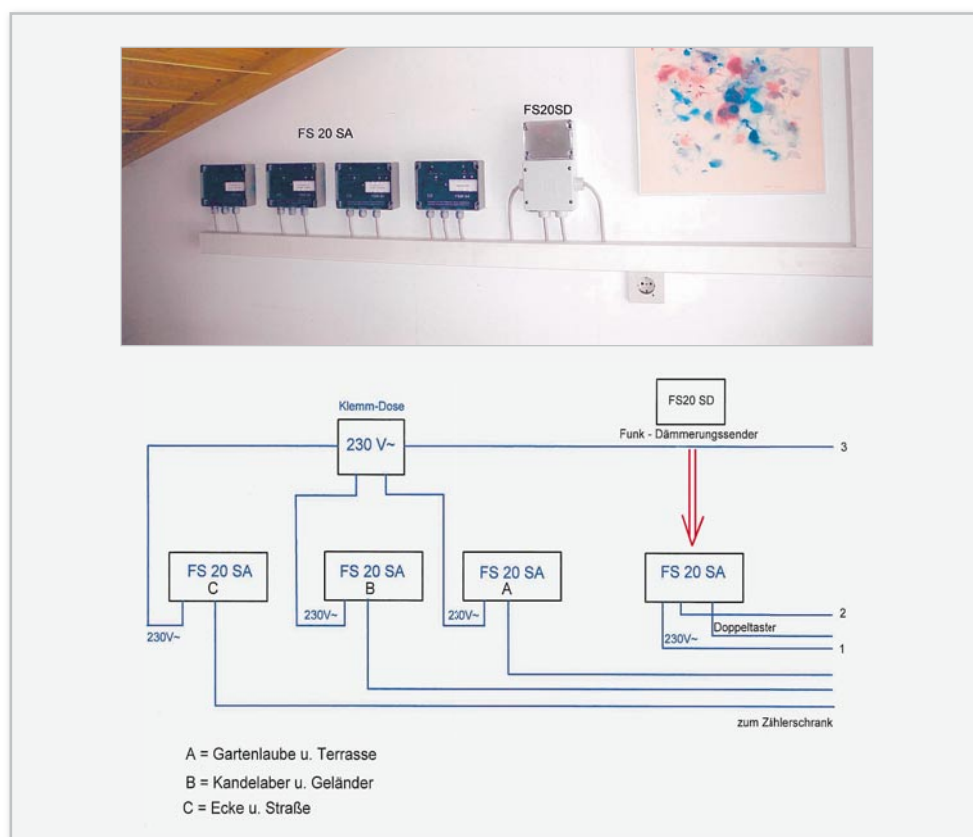 FS 20 SA
FS20SD
Klemm-Dose
230 V~
FS20 SD
Funk - Dämmerungssender
3
FS 20 SA
C
FS 20 SA
B
FS 20 SA
A
FS 20 SA
230V~
230V~
230V~
230V~
2
Doppeltaster
1
zum Zählerschrank
A = Gartenlaube u. Terrasse
B = Kandelaber u. Geländer
C = Ecke u. Straße